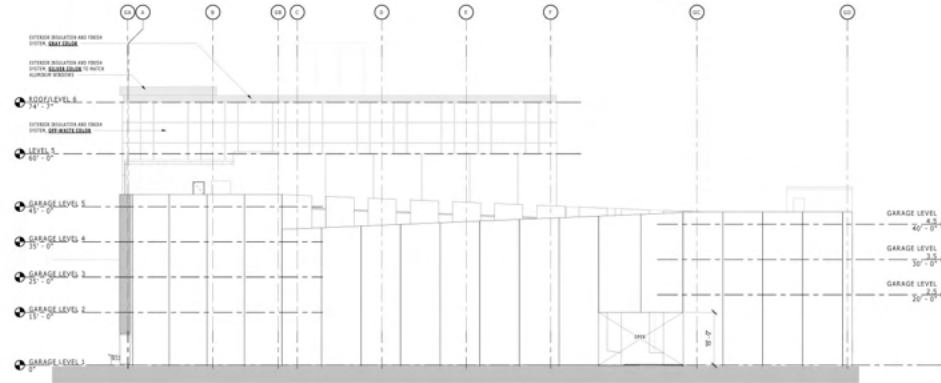 GA A B GB C D E F GC GD
EXTERIOR INSULATION AND FINISH
SYSTEM, GRAY COLOR
EXTERIOR INSULATION AND FINISH
SYSTEM, SILVER COLOR TO MATCH
ALUMINUM WINDOWS
ROOF/LEVEL 6
74' - 7"
EXTERIOR INSULATION AND FINISH
SYSTEM, OFF-WHITE COLOR
LEVEL 5
60' - 0"
GARAGE LEVEL 5
45' - 0"
GARAGE LEVEL 4
35' - 0"
GARAGE LEVEL 3
25' - 0"
GARAGE LEVEL 2
15' - 0"
GARAGE LEVEL 1
0"
GARAGE LEVEL
4.5
40' - 0"
GARAGE LEVEL
3.5
30' - 0"
GARAGE LEVEL
2.5
20' - 0"
OPEN